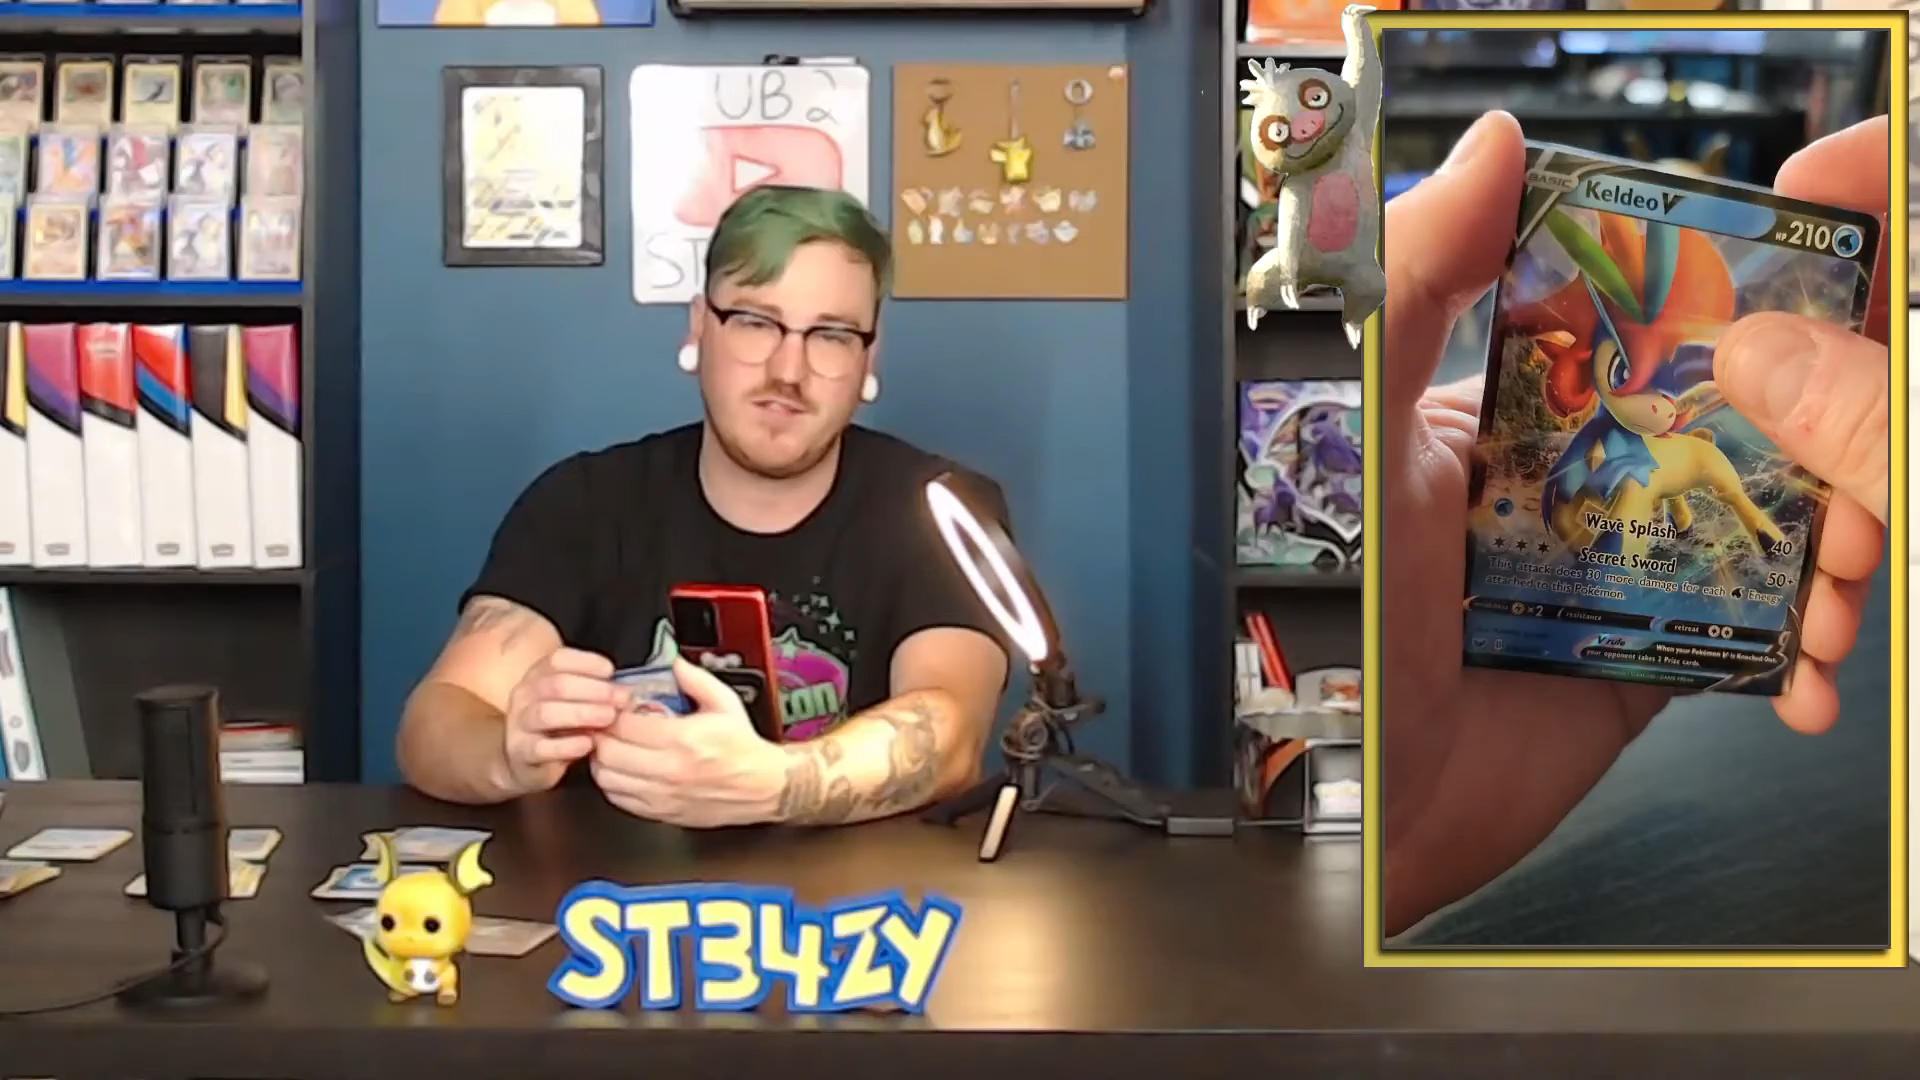 UB
ST
ST34ZY
BASIC
Keldeo V
HP 210
Wave Splash 40
Secret Sword 50+
This attack does 30 more damage for each Energy
attached to this Pokémon.
weakness ×2 resistance retreat
V rule When your Pokémon V is Knocked Out,
your opponent takes 2 Prize cards.